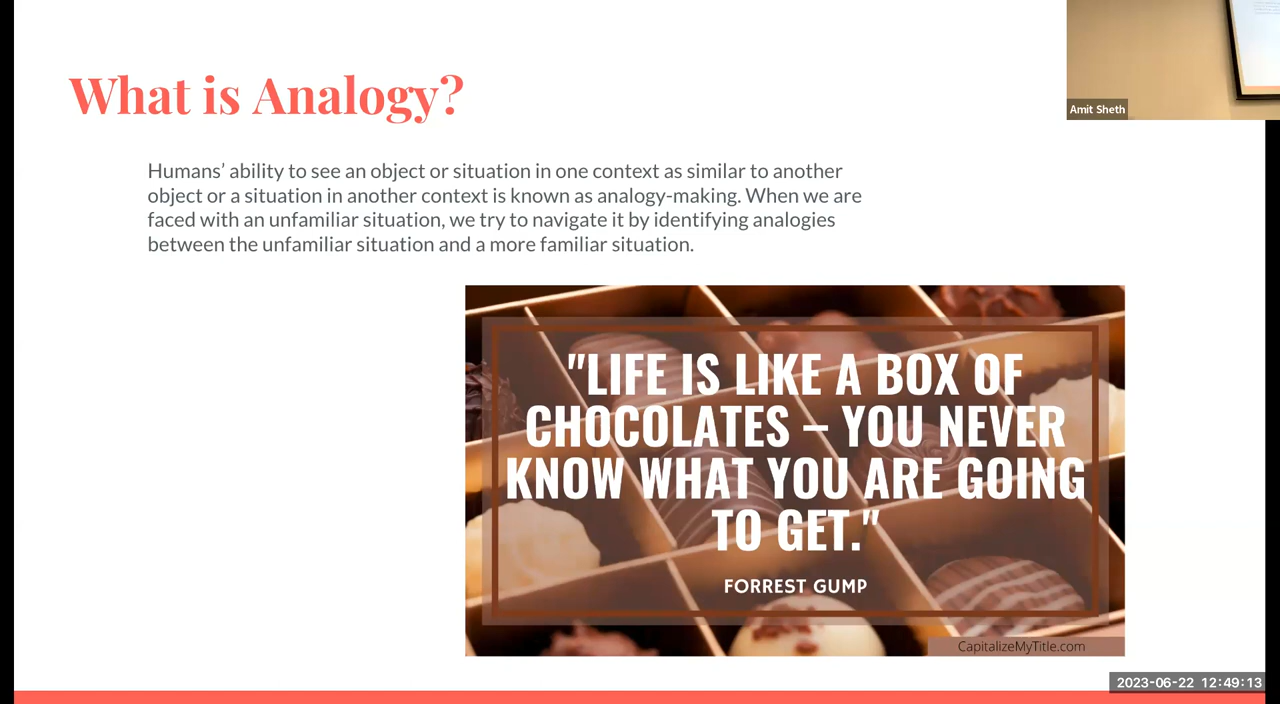 What is Analogy?
Amit Sheth
Humans’ ability to see an object or situation in one context as similar to another
object or a situation in another context is known as analogy-making. When we are
faced with an unfamiliar situation, we try to navigate it by identifying analogies
between the unfamiliar situation and a more familiar situation.
"LIFE IS LIKE A BOX OF
CHOCOLATES – YOU NEVER
KNOW WHAT YOU ARE GOING
TO GET."
FORREST GUMP
CapitalizeMyTitle.com
2023-06-22 12:49:13